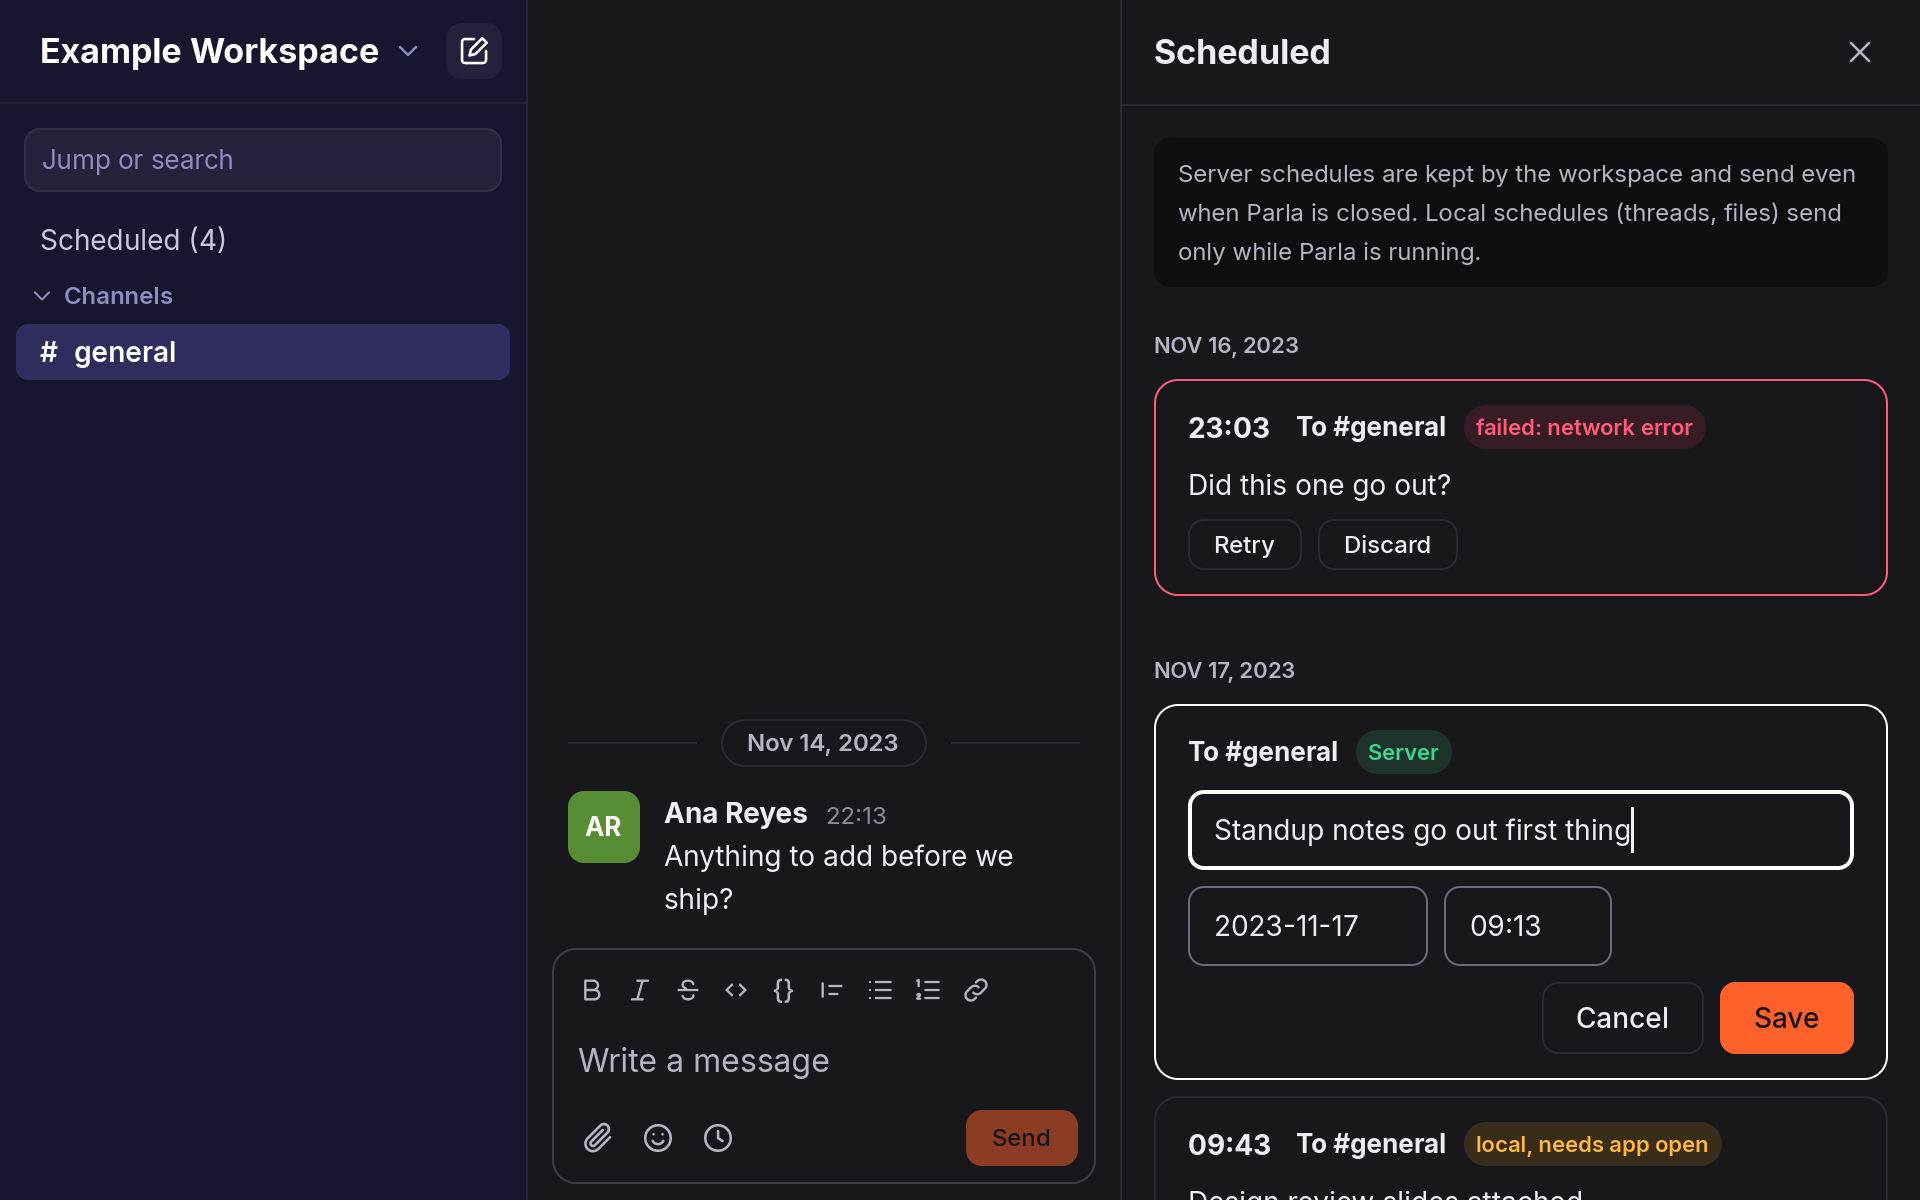 Example Workspace
Jump or search
Scheduled (4)
Channels
# general
Nov 14, 2023
AR
Ana Reyes 22:13
Anything to add before we
ship?
Write a message
Send
Scheduled
Server schedules are kept by the workspace and send even
when Parla is closed. Local schedules (threads, files) send
only while Parla is running.
NOV 16, 2023
23:03 To #general failed: network error
Did this one go out?
Retry Discard
NOV 17, 2023
To #general Server
Standup notes go out first thing
2023-11-17 09:13
Cancel Save
09:43 To #general local, needs app open
Design review slides attached